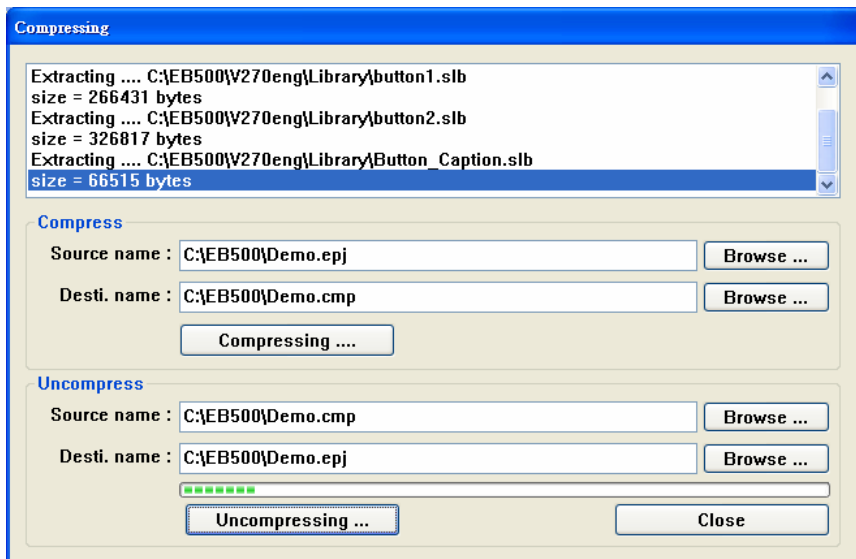 Compressing
Extracting .... C:\EB500\V270eng\Library\button1.slb
size = 266431 bytes
Extracting .... C:\EB500\V270eng\Library\button2.slb
size = 326817 bytes
Extracting .... C:\EB500\V270eng\Library\Button_Caption.slb
size = 66515 bytes
Compress
Source name : C:\EB500\Demo.epj Browse ...
Desti. name : C:\EB500\Demo.cmp Browse ...
Compressing ....
Uncompress
Source name : C:\EB500\Demo.cmp Browse ...
Desti. name : C:\EB500\Demo.epj Browse ...
Uncompressing ... Close